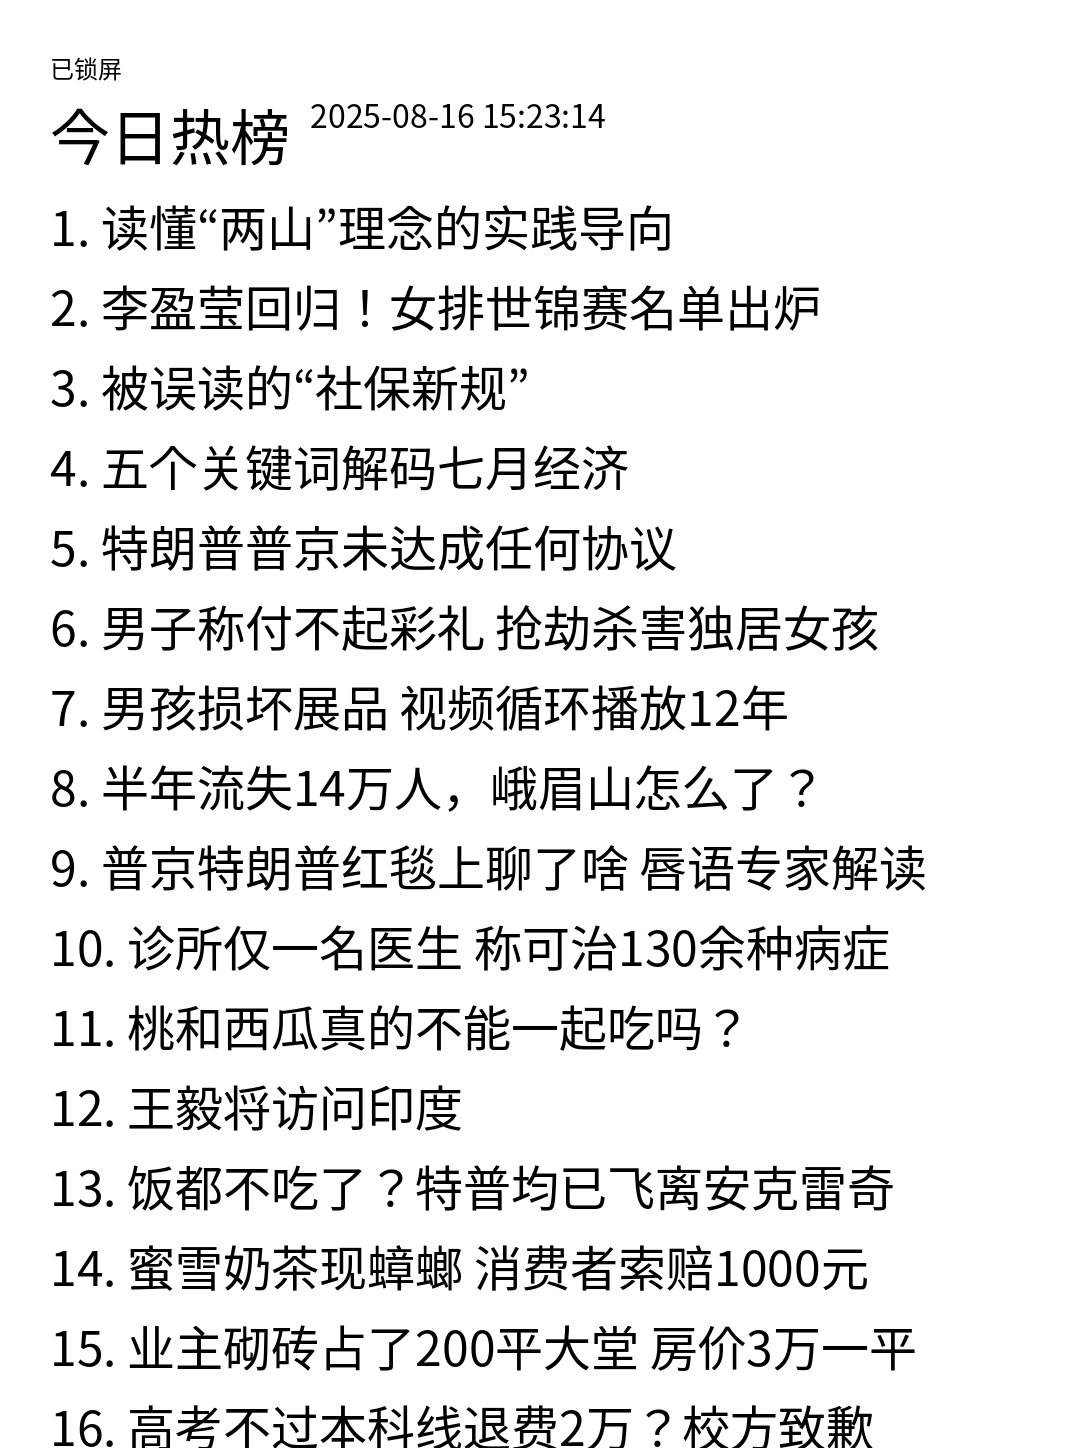 已锁屏
今日热榜 2025-08-16 15:23:14
1. 读懂“两山”理念的实践导向
2. 李盈莹回归！女排世锦赛名单出炉
3. 被误读的“社保新规”
4. 五个关键词解码七月经济
5. 特朗普普京未达成任何协议
6. 男子称付不起彩礼 抢劫杀害独居女孩
7. 男孩损坏展品 视频循环播放12年
8. 半年流失14万人，峨眉山怎么了？
9. 普京特朗普红毯上聊了啥 唇语专家解读
10. 诊所仅一名医生 称可治130余种病症
11. 桃和西瓜真的不能一起吃吗？
12. 王毅将访问印度
13. 饭都不吃了？特普均已飞离安克雷奇
14. 蜜雪奶茶现蟑螂 消费者索赔1000元
15. 业主砌砖占了200平大堂 房价3万一平
16. 高考不过本科线退费2万？校方致歉